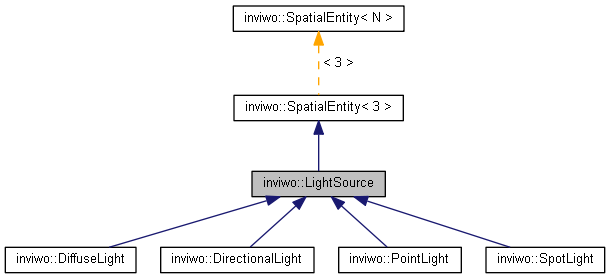 inviwo::SpatialEntity< N >
< 3 >
inviwo::SpatialEntity< 3 >
inviwo::LightSource
inviwo::DiffuseLight
inviwo::DirectionalLight
inviwo::PointLight
inviwo::SpotLight